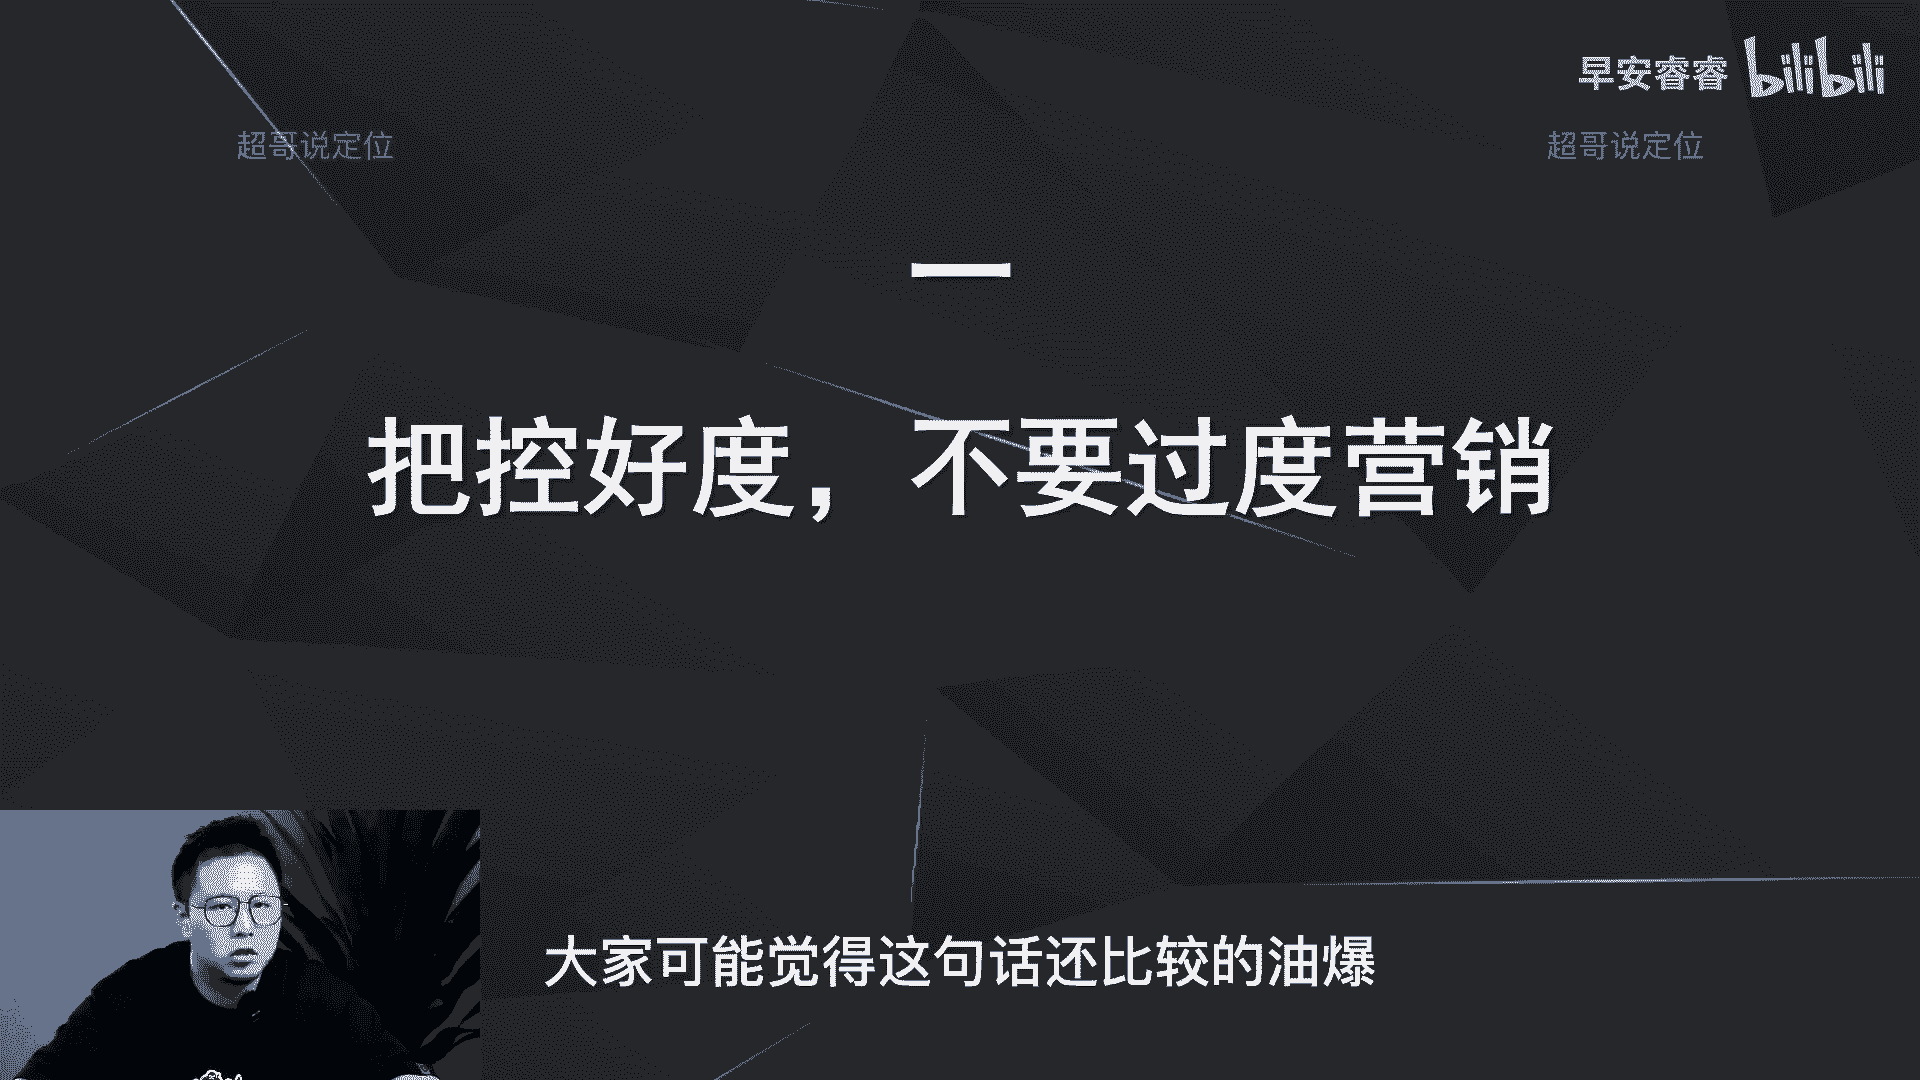 早安睿睿 bilibili
超哥说定位 超哥说定位
一
把控好度，不要过度营销
大家可能觉得这句话还比较的油爆